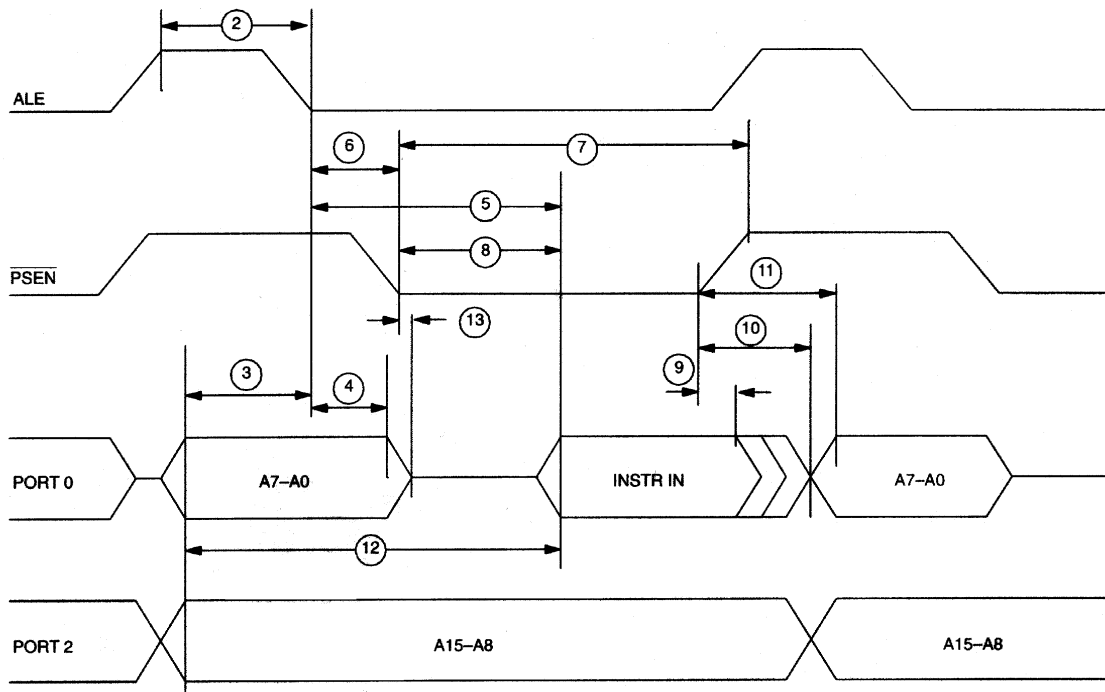 2
ALE
6
7
5
8
PSEN
11
13
10
3
4
9
PORT 0
A7–A0
INSTR IN
A7–A0
12
PORT 2
A15–A8
A15–A8